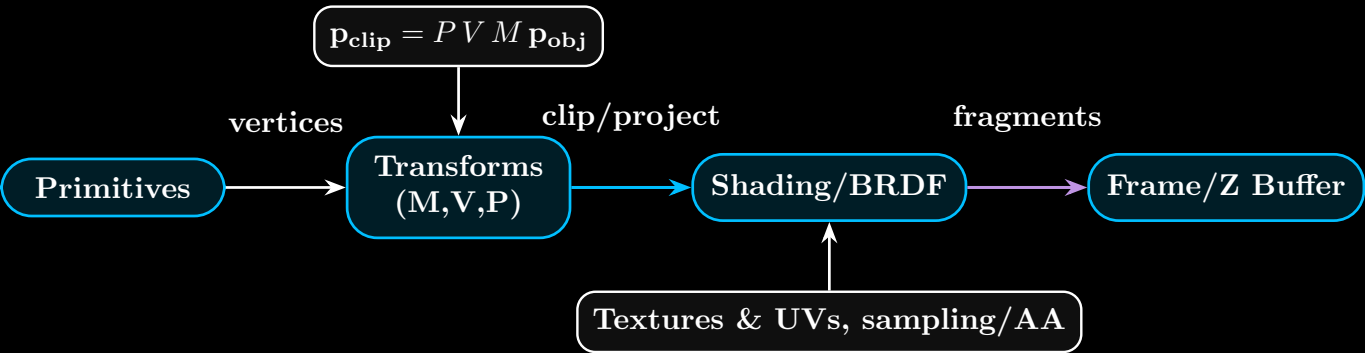 p_clip = P V M p_obj
vertices
clip/project
fragments
Primitives
Transforms
(M,V,P)
Shading/BRDF
Frame/Z Buffer
Textures & UVs, sampling/AA